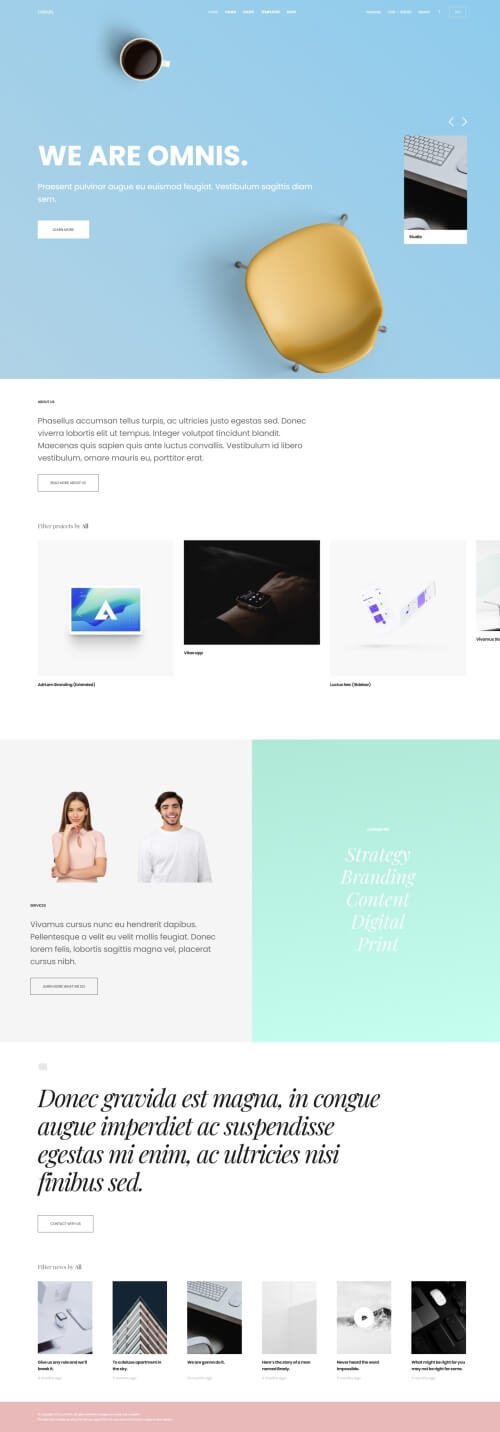 OMNIS.
HOME
WE ARE OMNIS.
Praesent pulvinar augue eu euismod feugiat. Vestibulum sagittis diam
sem.
LEARN MORE
Studio
ABOUT US
Phasellus accumsan tellus turpis, ac ultricies justo egestas sed. Donec
viverra lobortis elit ut tempus. Integer volutpat tincidunt blandit.
Maecenas quis sapien quis ante luctus convallis. Vestibulum id libero
vestibulum, ornare mauris eu, porttitor erat.
READ MORE ABOUT US
Filter projects by All
Vitae app
Vivamus
Adriam Branding (Extended)
Luctus Nec (Sidebar)
SERVICES
Vivamus cursus nunc eu hendrerit dapibus.
Pellentesque a velit eu velit mollis feugiat. Donec
lorem felis, lobortis sagittis magna vel, placerat
cursus nibh.
LEARN MORE WHAT WE DO
Strategy
Branding
Content
Digital
Print
Donec gravida est magna, in congue
augue imperdiet ac suspendisse
egestas mi enim, ac ultricies nisi
finibus sed.
CONTACT WITH US
Filter news by All
Give us any rule and we'll
break it.
To a deluxe apartment in
the sky.
We are gonna do it.
Here's the story of a man
named Brady.
Never heard the word
impossible.
What might be right for you
may not be right for some.